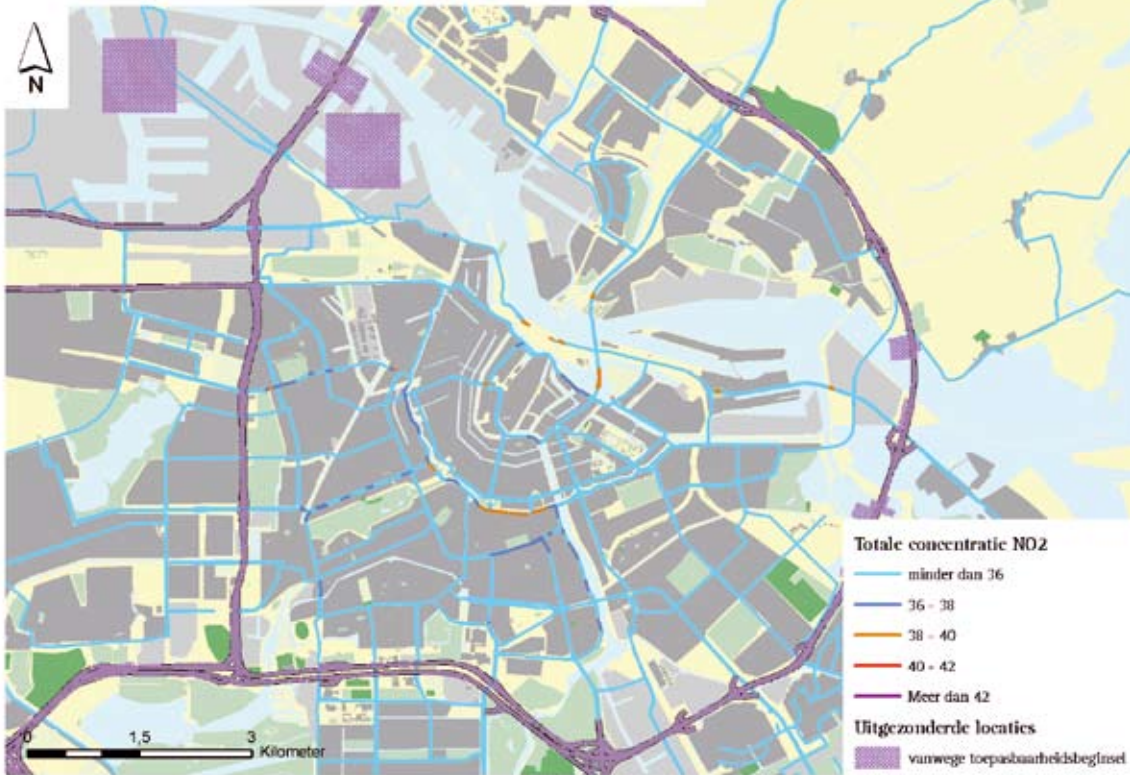 N
Totale concentratie NO2
minder dan 36
36 - 38
38 - 40
40 - 42
Meer dan 42
Uitgezonderde locaties
vanwege toepasbaarheidsbeginsel
0 1,5 3
Kilometer